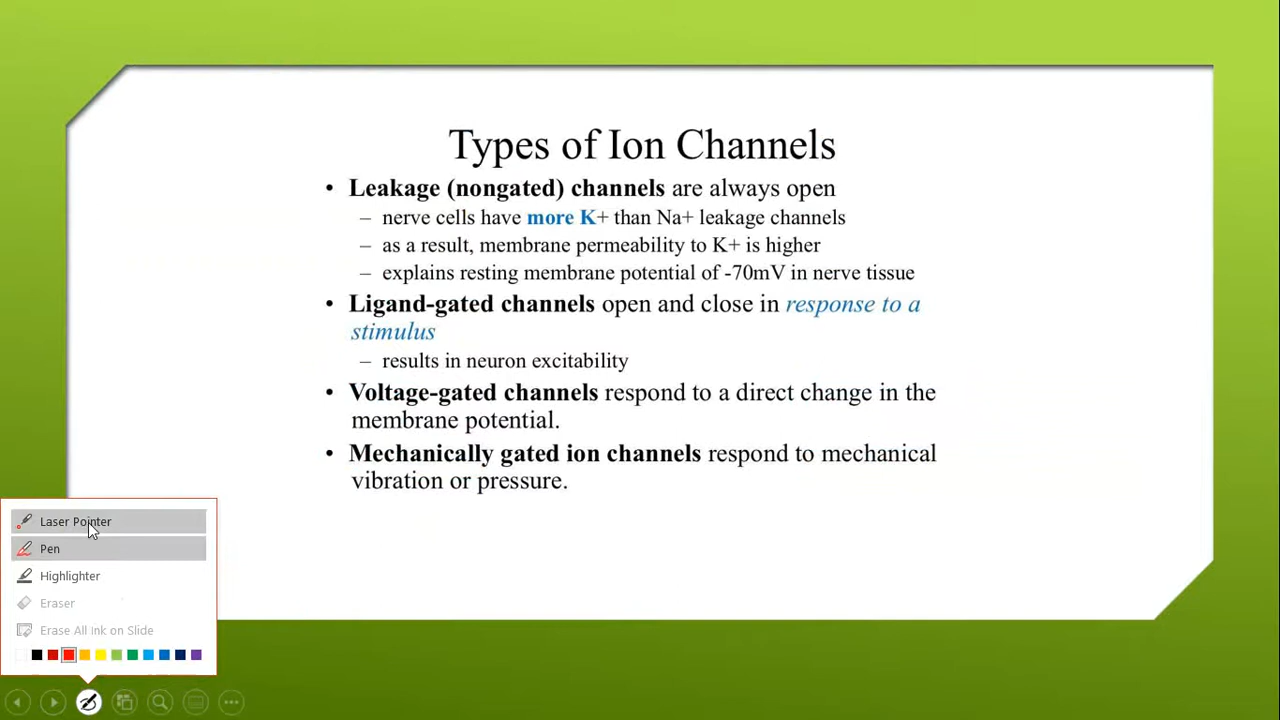 Types of Ion Channels
• Leakage (nongated) channels are always open
– nerve cells have more K+ than Na+ leakage channels
– as a result, membrane permeability to K+ is higher
– explains resting membrane potential of -70mV in nerve tissue
• Ligand-gated channels open and close in response to a
stimulus
– results in neuron excitability
• Voltage-gated channels respond to a direct change in the
membrane potential.
• Mechanically gated ion channels respond to mechanical
vibration or pressure.
Laser Pointer
Pen
Highlighter
Eraser
Erase All Ink on Slide